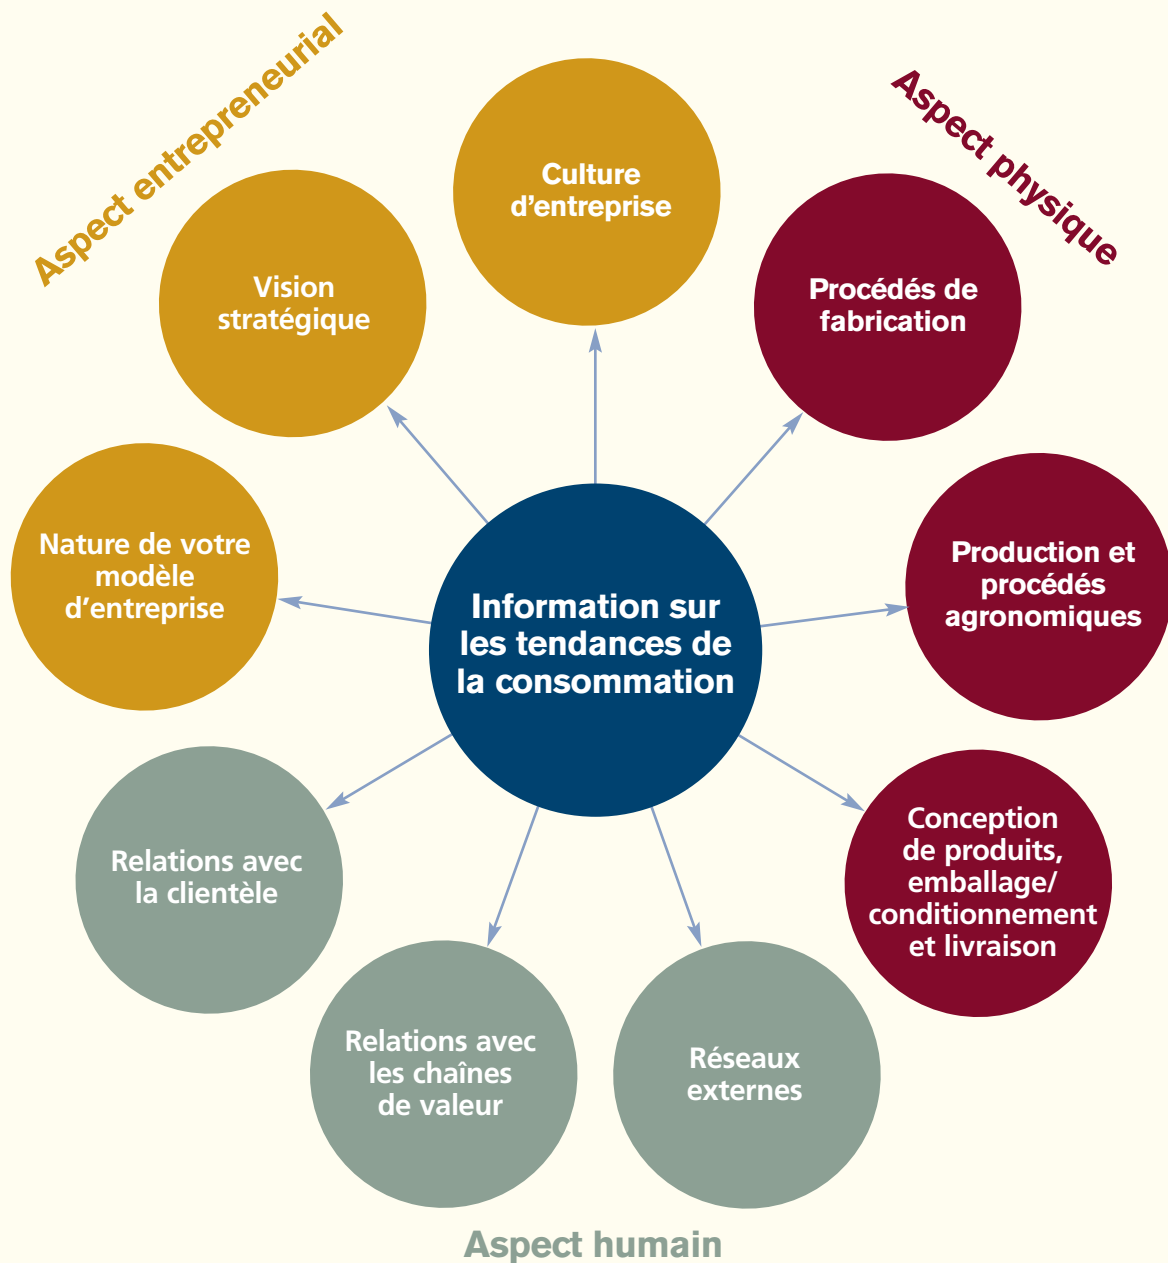 Aspect entrepreneurial
Aspect physique
Culture
d'entreprise
Vision
stratégique
Procédés de
fabrication
Nature de votre
modèle
d'entreprise
Production et
procédés
agronomiques
Information sur
les tendances de
la consommation
Conception
de produits,
emballage/
conditionnement
et livraison
Relations avec
la clientèle
Relations avec
les chaînes
de valeur
Réseaux
externes
Aspect humain